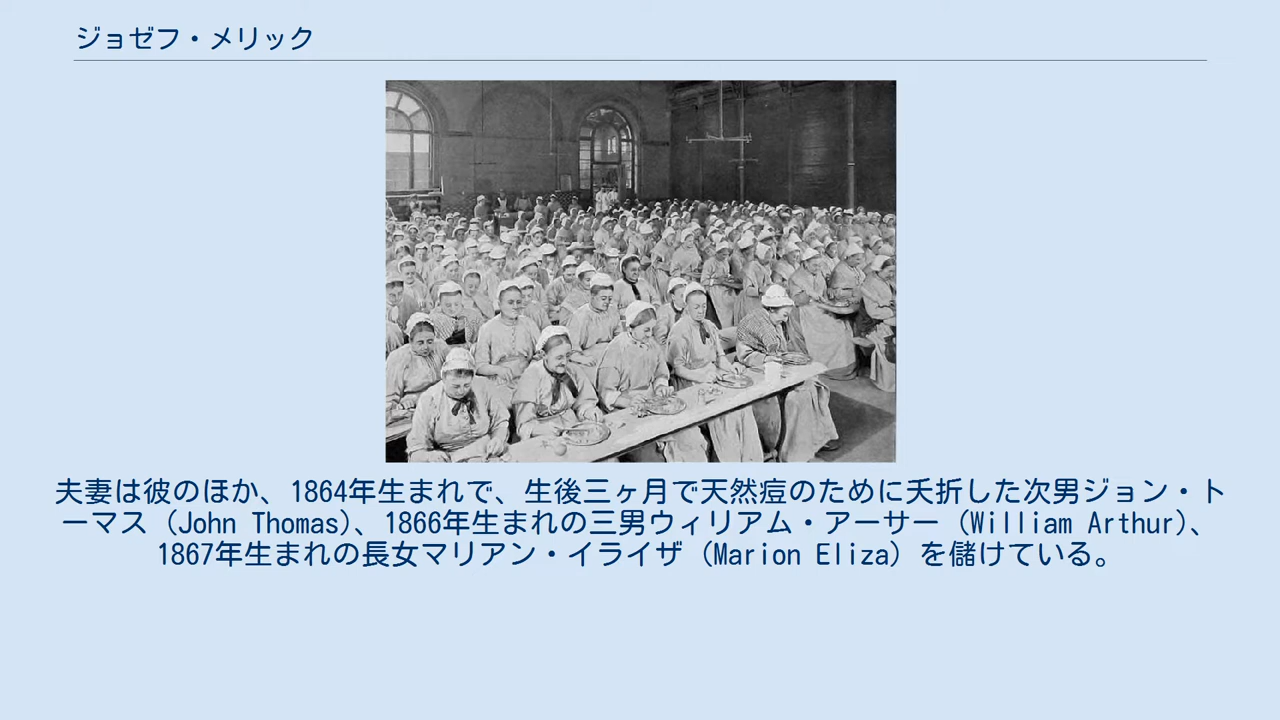 ジョゼフ・メリック
夫妻は彼のほか、1864年生まれで、生後三ヶ月で天然痘のために夭折した次男ジョン・ト
ーマス（John Thomas）、1866年生まれの三男ウィリアム・アーサー（William Arthur）、
1867年生まれの長女マリアン・イライザ（Marion Eliza）を儲けている。